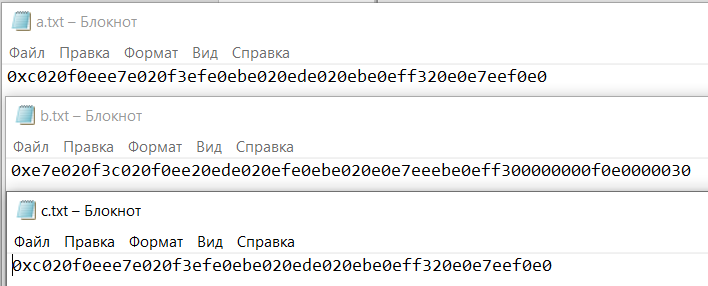 a.txt – Блокнот
Файл Правка Формат Вид Справка
0xc020f0eee7e020f3efe0ebe020ede020ebe0eff320e0e7eef0e0
b.txt – Блокнот
Файл Правка Формат Вид Справка
0xe7e020f3c020f0ee20ede020efe0ebe020e0e7eeebe0eff300000000f0e0000030
c.txt – Блокнот
Файл Правка Формат Вид Справка
0xc020f0eee7e020f3efe0ebe020ede020ebe0eff320e0e7eef0e0